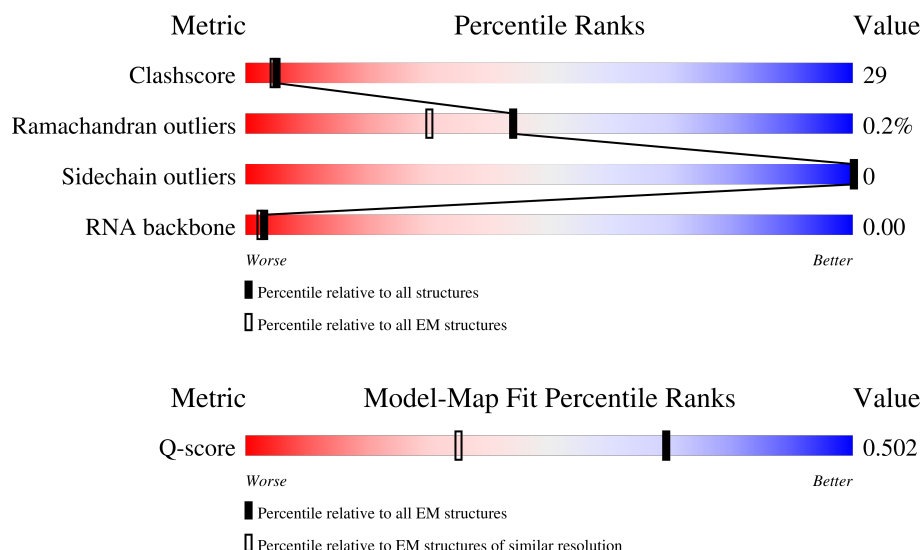 Metric Percentile Ranks Value
Clashscore 29
Ramachandran outliers 0.2%
Sidechain outliers 0
RNA backbone 0.00
Worse Better
Percentile relative to all structures
Percentile relative to all EM structures
Metric Model-Map Fit Percentile Ranks Value
Q-score 0.502
Worse Better
Percentile relative to all EM structures
Percentile relative to EM structures of similar resolution